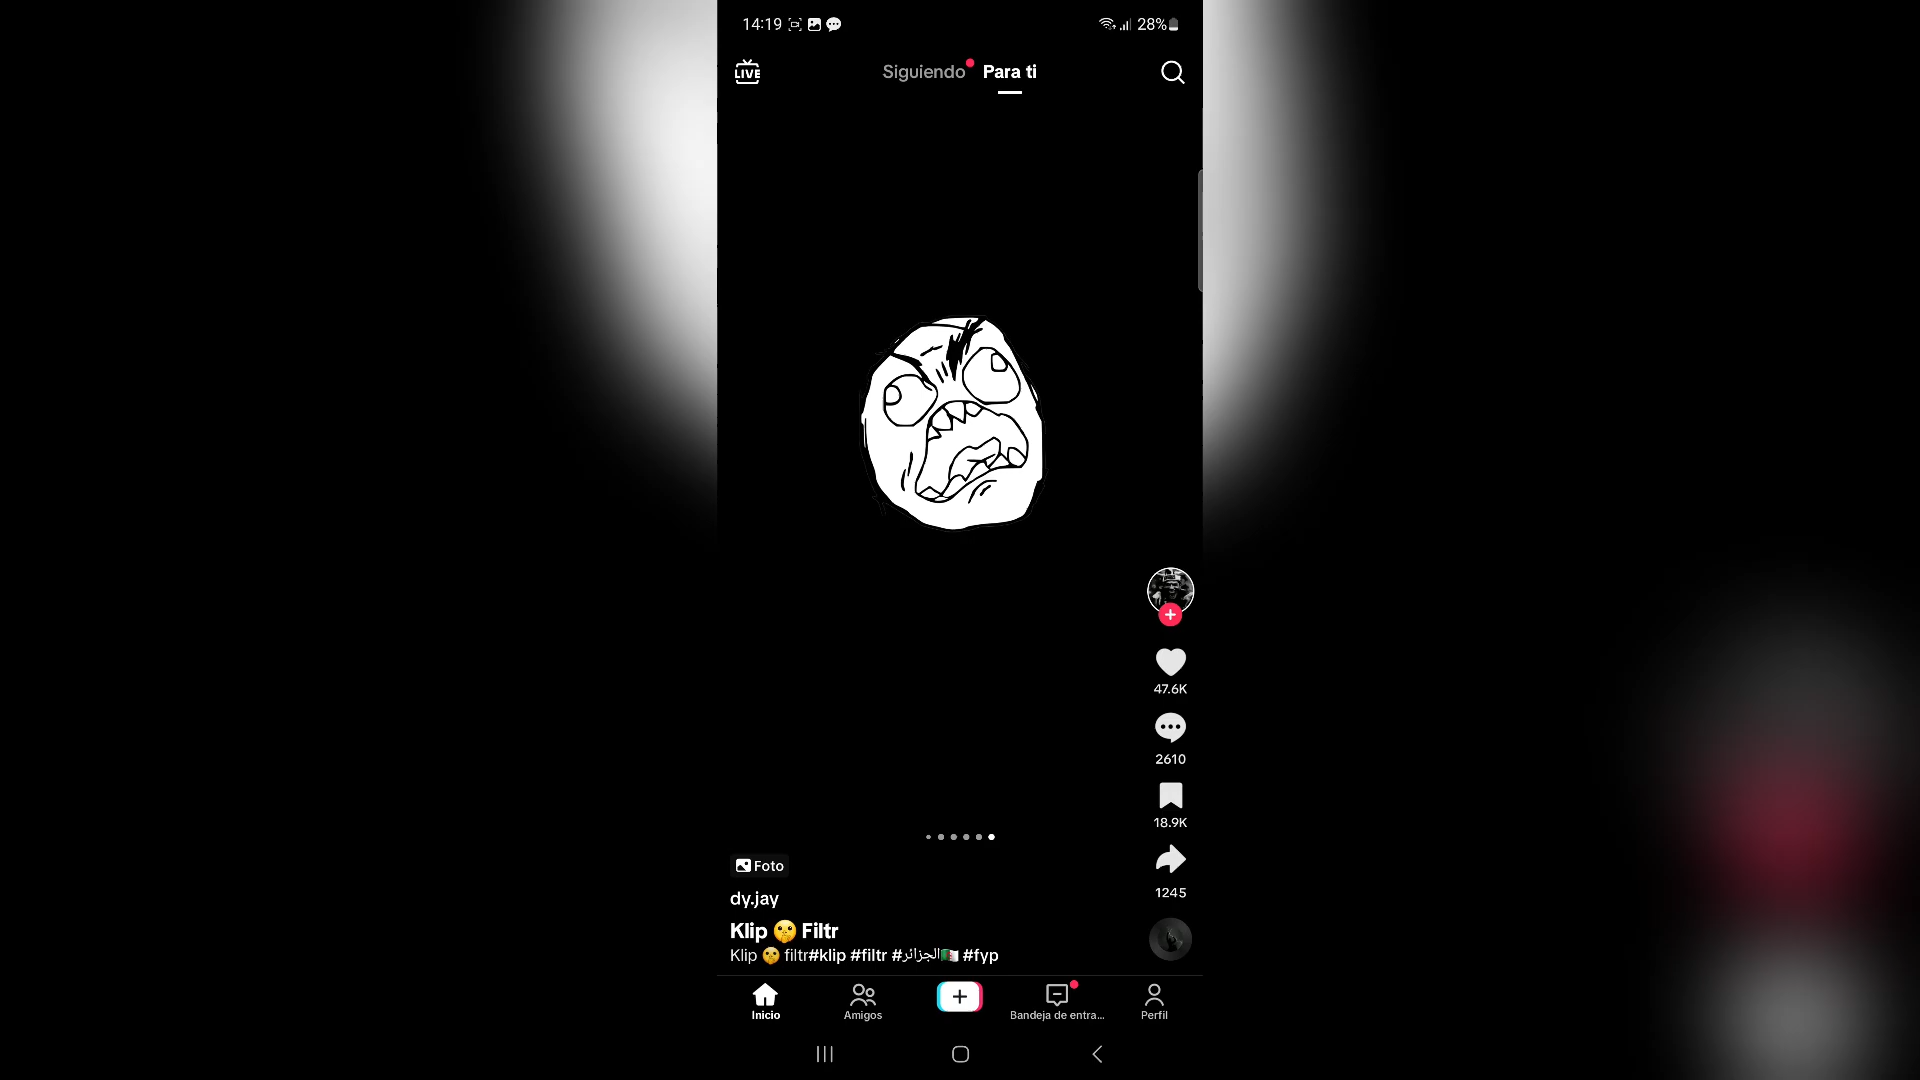 14:19
28%
LIVE
Siguiendo Para ti
47.6K
2610
18.9K
1245
Foto
dy.jay
Klip 🤫 Filtr
Klip 🤫 filtr#klip #filtr #الجزائر🇩🇿 #fyp
Inicio Amigos Bandeja de entra... Perfil